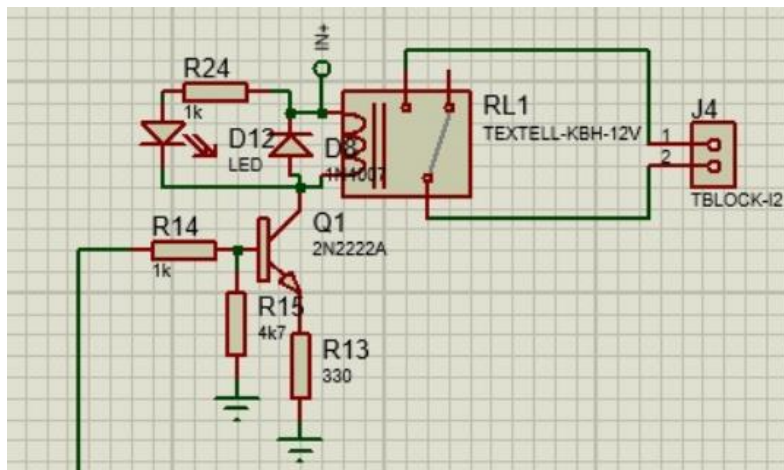 IN+
R24
1k
D12
LED
D8
1N4007
RL1
TEXTELL-KBH-12V
J4
1
2
TBLOCK-I2
Q1
2N2222A
R14
1k
R15
4k7
R13
330